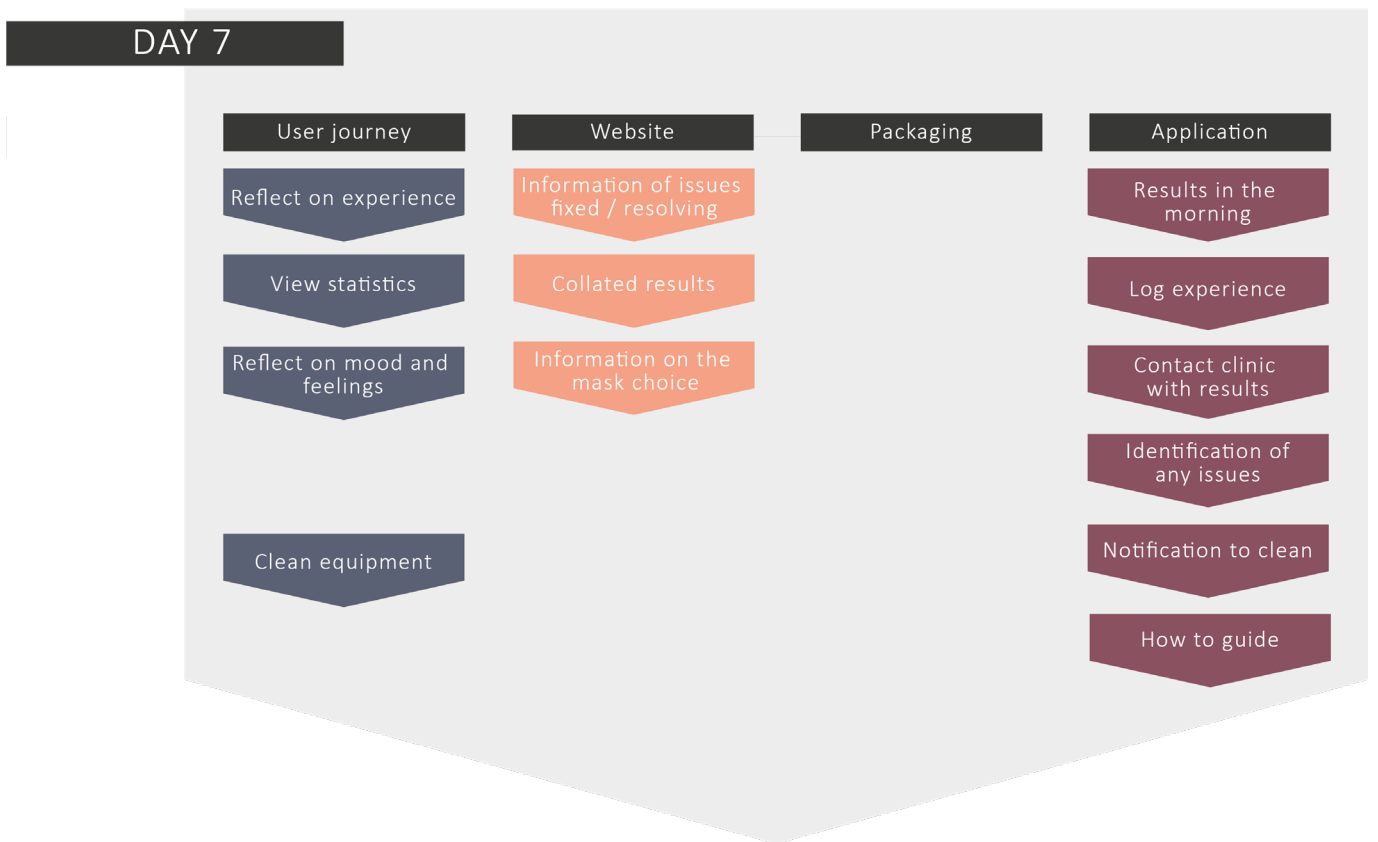 DAY 7
User journey
Website
Packaging
Application
Reflect on experience
View statistics
Reflect on mood and
feelings
Clean equipment
Information of issues
fixed / resolving
Collated results
Information on the
mask choice
Results in the
morning
Log experience
Contact clinic
with results
Identification of
any issues
Notification to clean
How to guide